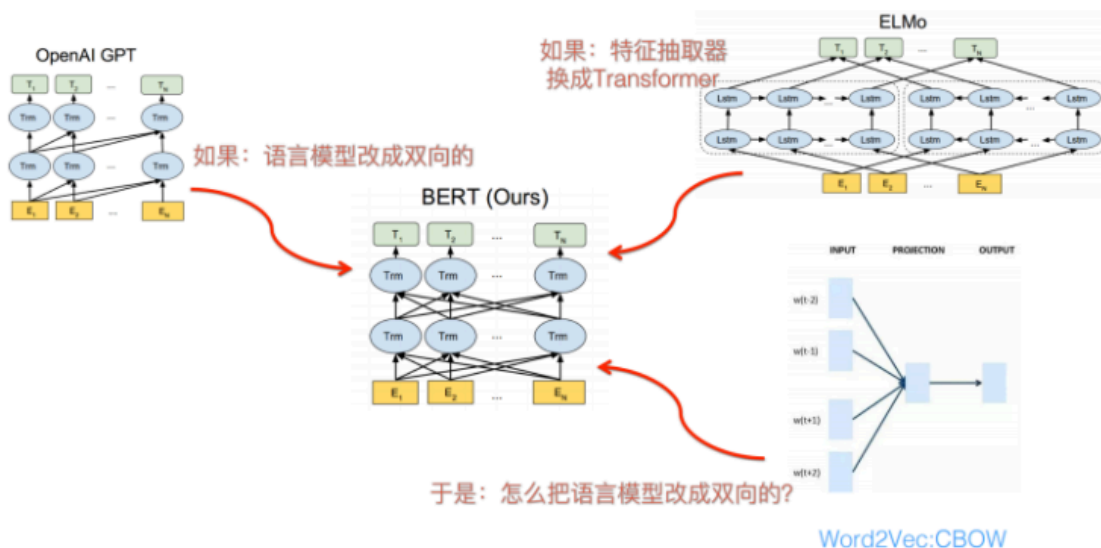 OpenAI GPT
T1 T2 ... TN
Trm Trm ... Trm
Trm Trm ... Trm
E1 E2 ... EN
如果：语言模型改成双向的
如果：特征抽取器
换成Transformer
ELMo
T1 T2 ... TN
Lstm Lstm ... Lstm Lstm Lstm ... Lstm
Lstm Lstm ... Lstm Lstm Lstm ... Lstm
E1 E2 ... EN
BERT (Ours)
T1 T2 ... TN
Trm Trm ... Trm
Trm Trm ... Trm
E1 E2 ... EN
INPUT PROJECTION OUTPUT
w(t-2)
w(t-1)
w(t+1)
w(t+2)
于是：怎么把语言模型改成双向的?
Word2Vec:CBOW